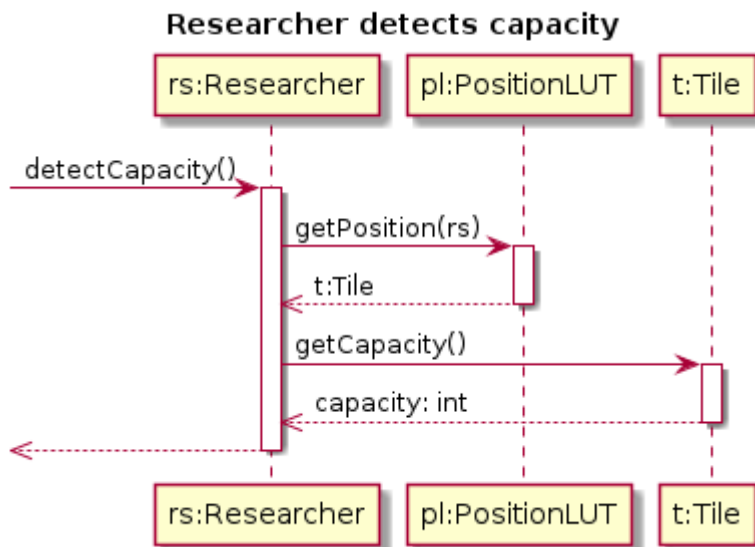 Researcher detects capacity
rs:Researcher pl:PositionLUT t:Tile
detectCapacity()
getPosition(rs)
t:Tile
getCapacity()
capacity: int
rs:Researcher pl:PositionLUT t:Tile